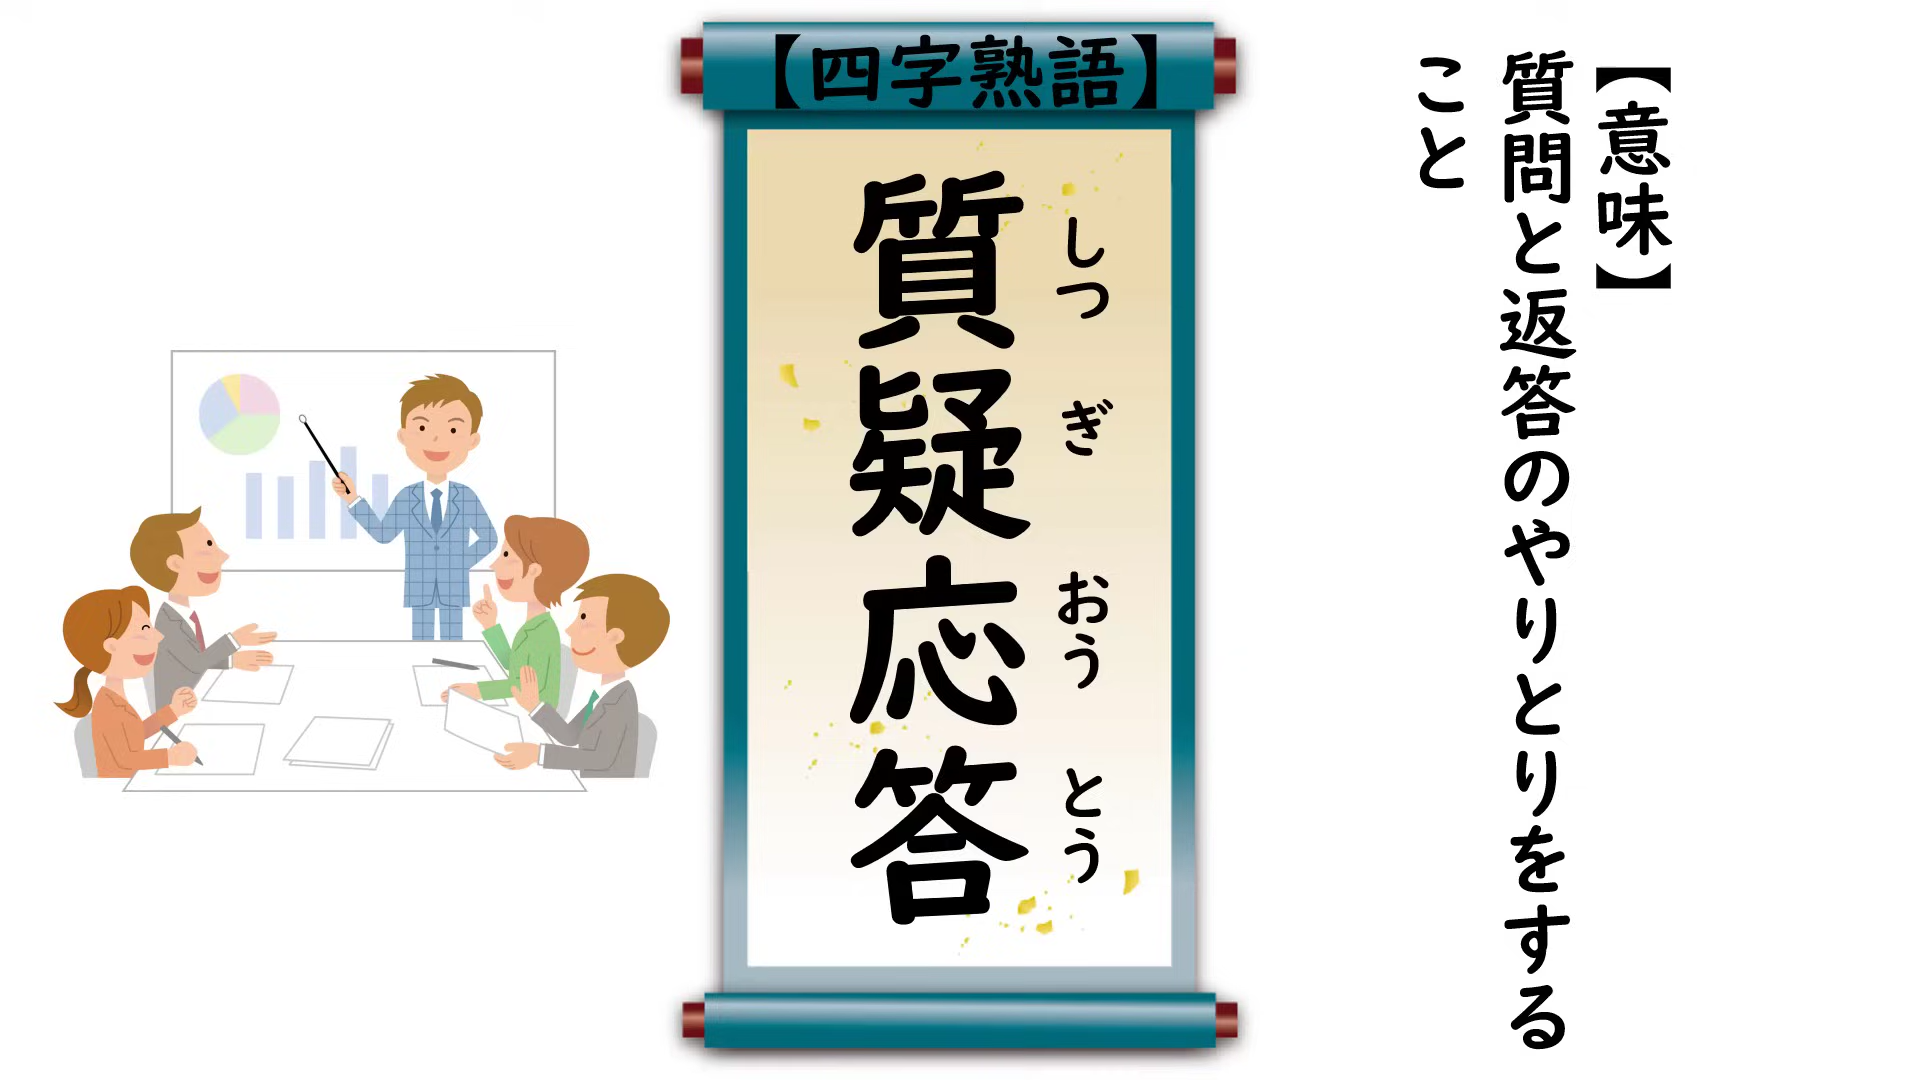 【四字熟語】
質疑応答
しつ ぎ おう とう
【意味】
質問と返答のやりとりをする
こと